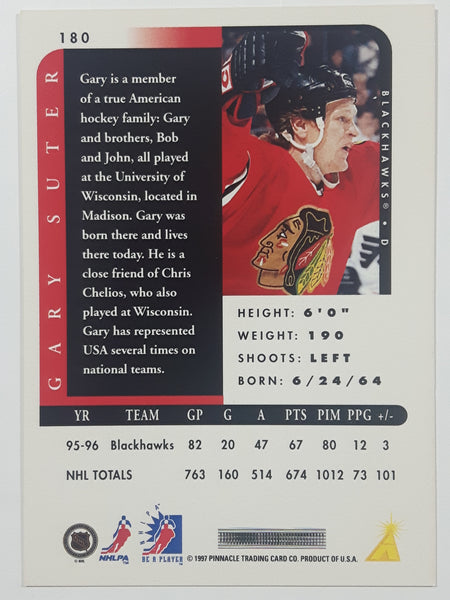 180
GARY SUTER
Gary is a member
of a true American
hockey family: Gary
and brothers, Bob
and John, all played
at the University of
Wisconsin, located in
Madison. Gary was
born there and lives
there today. He is a
close friend of Chris
Chelios, who also
played at Wisconsin.
Gary has represented
USA several times on
national teams.
BLACKHAWKS® • D
HEIGHT: 6'0"
WEIGHT: 190
SHOOTS: LEFT
BORN: 6/24/64
YR TEAM GP G A PTS PIM PPG +/-
95-96 Blackhawks 82 20 47 67 80 12 3
NHL TOTALS 763 160 514 674 1012 73 101
NHLPA
BE A PLAYER
© 1997 PINNACLE TRADING CARD CO. PRODUCT OF U.S.A.